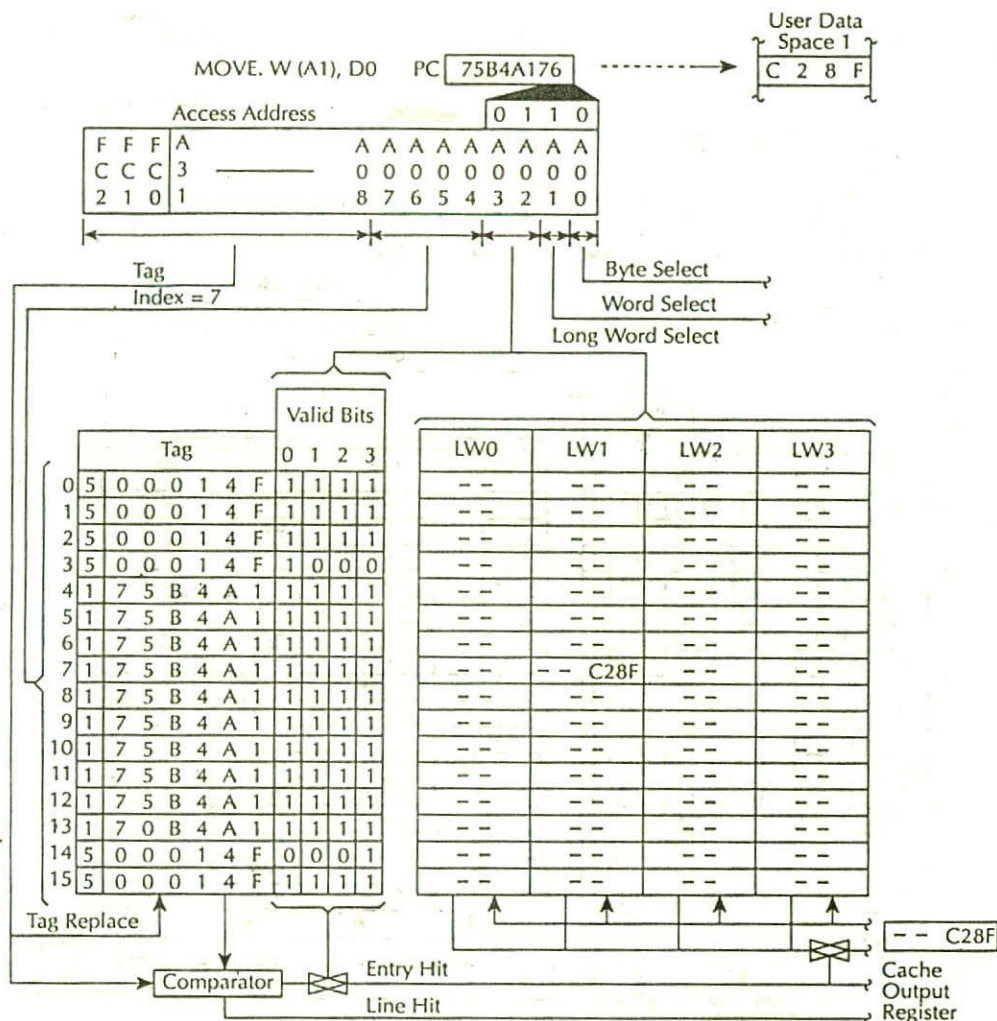 User Data
Space 1
MOVE. W (A1), D0 PC 75B4A176
C 2 8 F
Access Address
0 1 1 0
F F F A A A A A A A A A A
C C C 3 0 0 0 0 0 0 0 0 0
2 1 0 1 8 7 6 5 4 3 2 1 0
Tag
Byte Select
Index = 7
Word Select
Long Word Select
Valid Bits
Tag 0 1 2 3 LW0 LW1 LW2 LW3
0 5 0 0 0 1 4 F 1 1 1 1 -- -- -- --
1 5 0 0 0 1 4 F 1 1 1 1 -- -- -- --
2 5 0 0 0 1 4 F 1 1 1 1 -- -- -- --
3 5 0 0 0 1 4 F 1 0 0 0 -- -- -- --
4 1 7 5 B 4 A 1 1 1 1 1 -- -- -- --
5 1 7 5 B 4 A 1 1 1 1 1 -- -- -- --
6 1 7 5 B 4 A 1 1 1 1 1 -- -- -- --
7 1 7 5 B 4 A 1 1 1 1 1 -- -- C28F -- --
8 1 7 5 B 4 A 1 1 1 1 1 -- -- -- --
9 1 7 5 B 4 A 1 1 1 1 1 -- -- -- --
10 1 7 5 B 4 A 1 1 1 1 1 -- -- -- --
11 1 7 5 B 4 A 1 1 1 1 1 -- -- -- --
12 1 7 5 B 4 A 1 1 1 1 1 -- -- -- --
13 1 7 0 B 4 A 1 1 1 1 1 -- -- -- --
14 5 0 0 0 1 4 F 0 0 0 1 -- -- -- --
15 5 0 0 0 1 4 F 1 1 1 1 -- -- -- --
Tag Replace
-- C28F
Comparator
Entry Hit
Line Hit
Cache
Output
Register